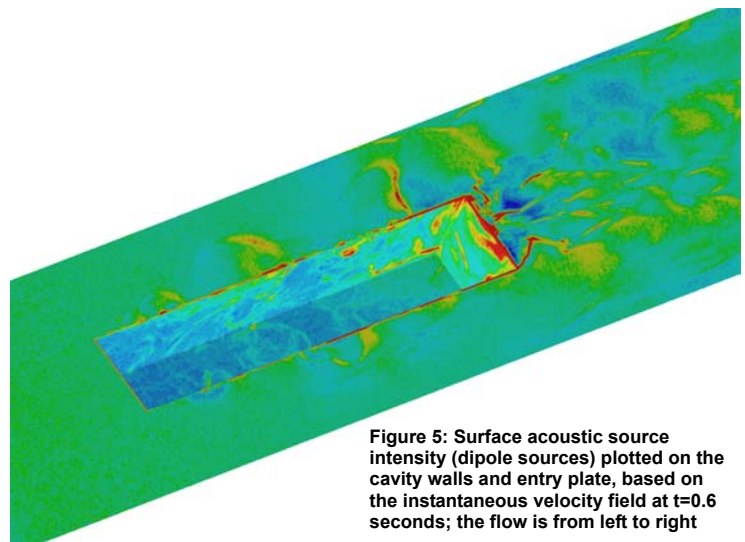 Figure 5: Surface acoustic source
intensity (dipole sources) plotted on the
cavity walls and entry plate, based on
the instantaneous velocity field at t=0.6
seconds; the flow is from left to right